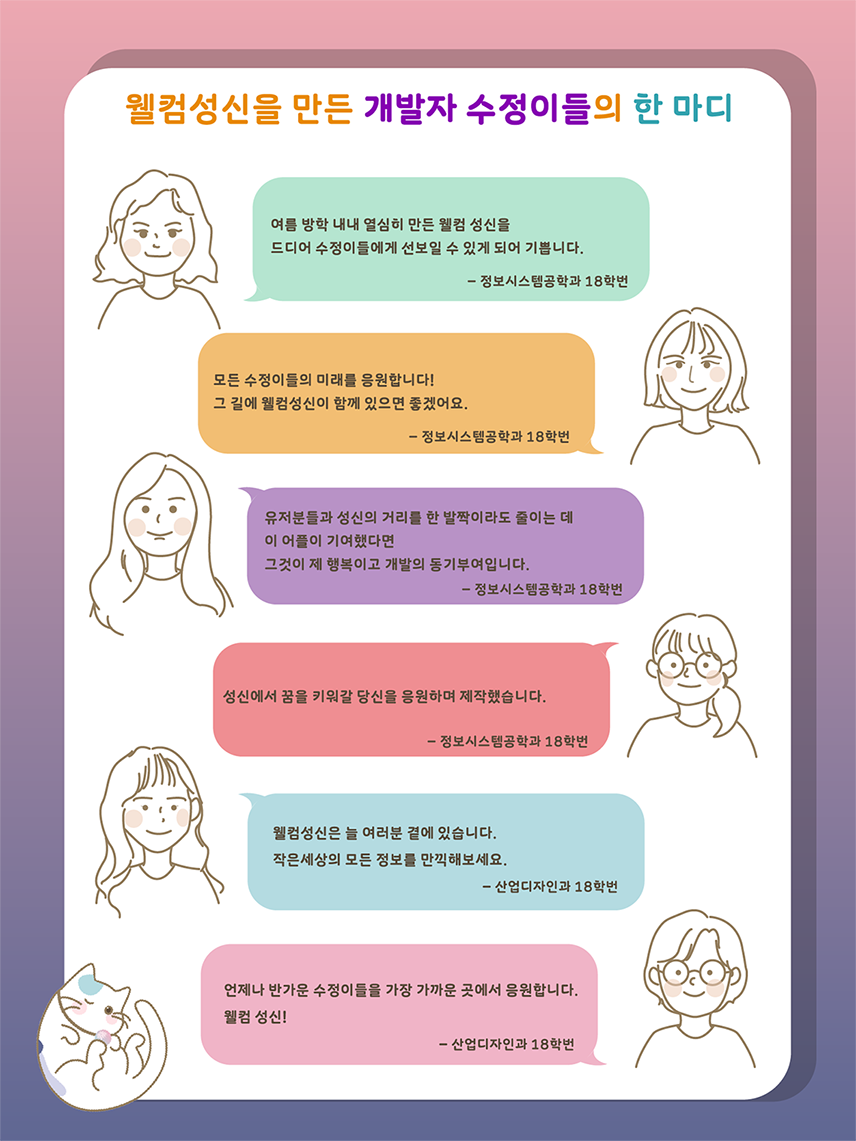 웰컴성신을 만든 개발자 수정이들의 한 마디
여름 방학 내내 열심히 만든 웰컴 성신을
드디어 수정이들에게 선보일 수 있게 되어 기쁩니다.
– 정보시스템공학과 18학번
모든 수정이들의 미래를 응원합니다!
그 길에 웰컴성신이 함께 있으면 좋겠어요.
– 정보시스템공학과 18학번
유저분들과 성신의 거리를 한 발짝이라도 줄이는 데
이 어플이 기여했다면
그것이 제 행복이고 개발의 동기부여입니다.
– 정보시스템공학과 18학번
성신에서 꿈을 키워갈 당신을 응원하며 제작했습니다.
– 정보시스템공학과 18학번
웰컴성신은 늘 여러분 곁에 있습니다.
작은세상의 모든 정보를 만끽해보세요.
– 산업디자인과 18학번
언제나 반가운 수정이들을 가장 가까운 곳에서 응원합니다.
웰컴 성신!
– 산업디자인과 18학번